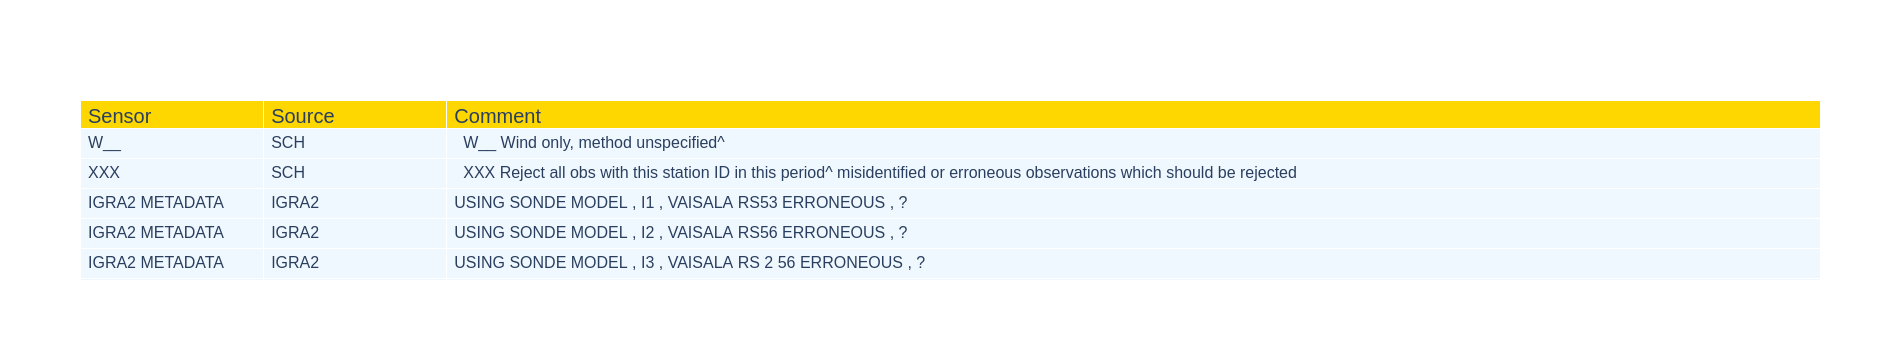 Sensor Source Comment
W__ SCH W__ Wind only, method unspecified^
XXX SCH XXX Reject all obs with this station ID in this period^ misidentified or erroneous observations which should be rejected
IGRA2 METADATA IGRA2 USING SONDE MODEL , I1 , VAISALA RS53 ERRONEOUS , ?
IGRA2 METADATA IGRA2 USING SONDE MODEL , I2 , VAISALA RS56 ERRONEOUS , ?
IGRA2 METADATA IGRA2 USING SONDE MODEL , I3 , VAISALA RS 2 56 ERRONEOUS , ?